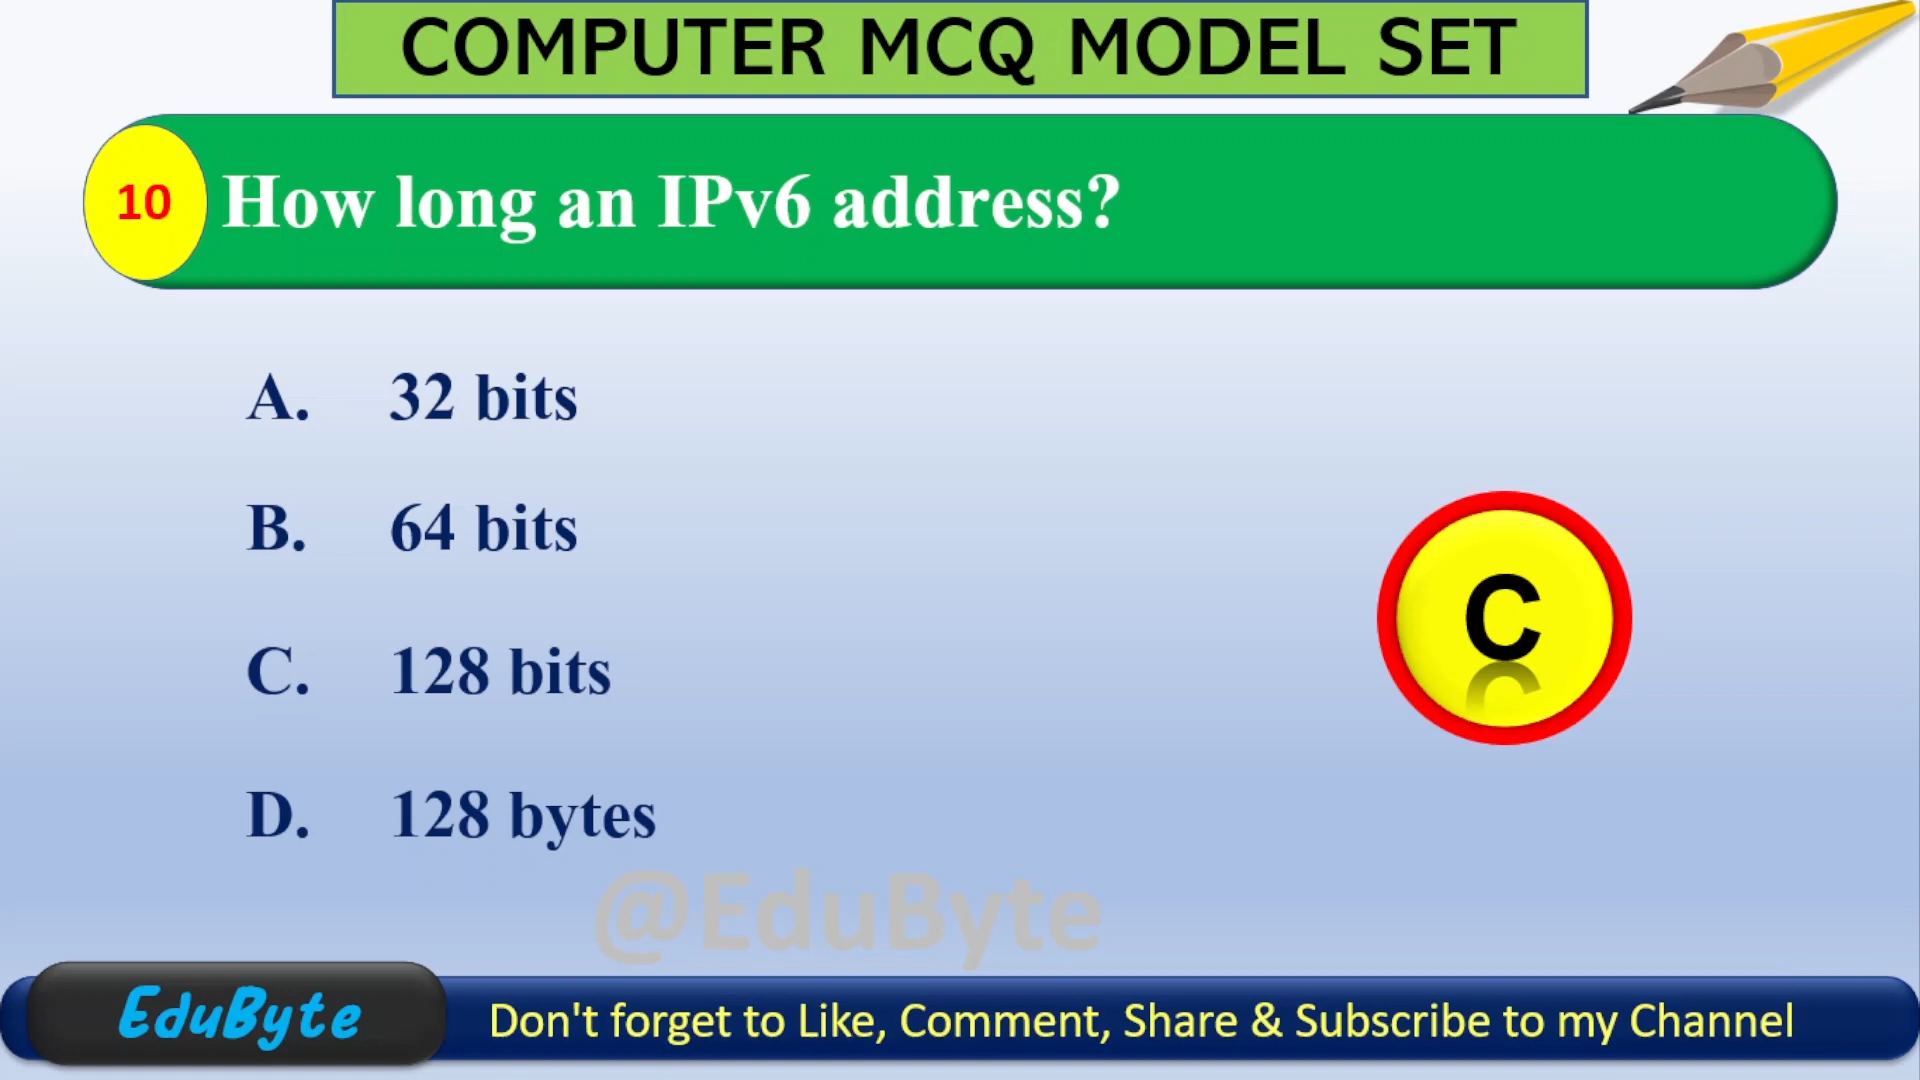 COMPUTER MCQ MODEL SET
10 How long an IPv6 address?
A. 32 bits
B. 64 bits
C. 128 bits
C
D. 128 bytes
@EduByte
EduByte
Don't forget to Like, Comment, Share & Subscribe to my Channel